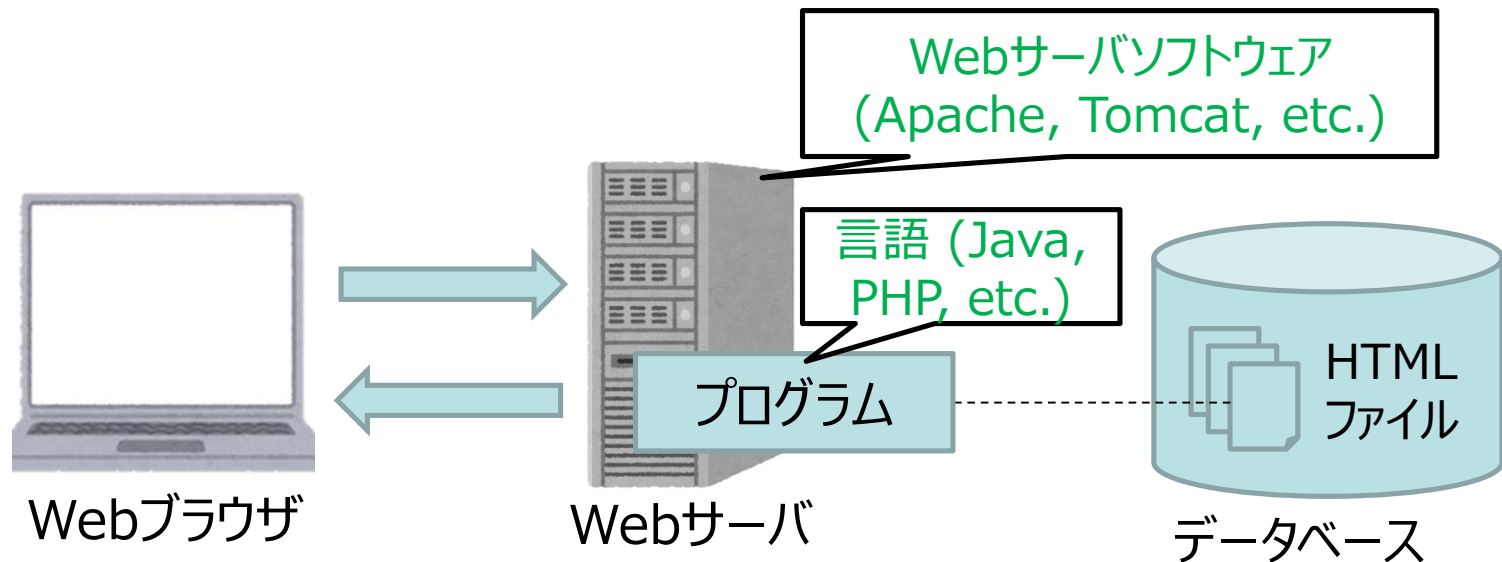 Webサーバソフトウェア
(Apache, Tomcat, etc.)
言語 (Java,
PHP, etc.)
プログラム
HTML
ファイル
Webブラウザ
Webサーバ
データベース